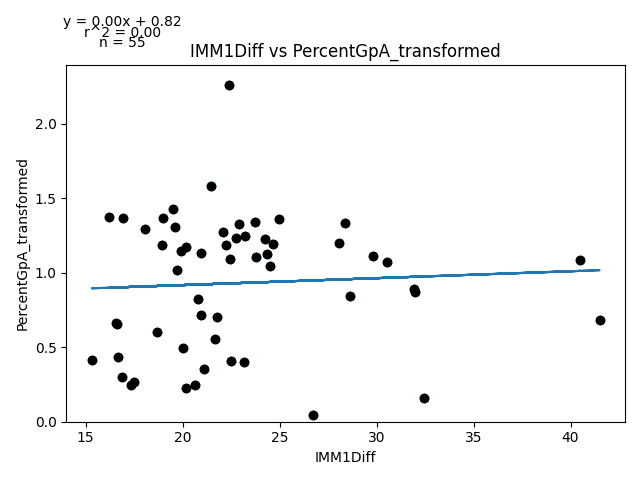 y = 0.00x + 0.82
r^2 = 0.00
n = 55
IMM1Diff vs PercentGpA_transformed
PercentGpA_transformed
2.0
1.5
1.0
0.5
0.0
15 20 25 30 35 40
IMM1Diff